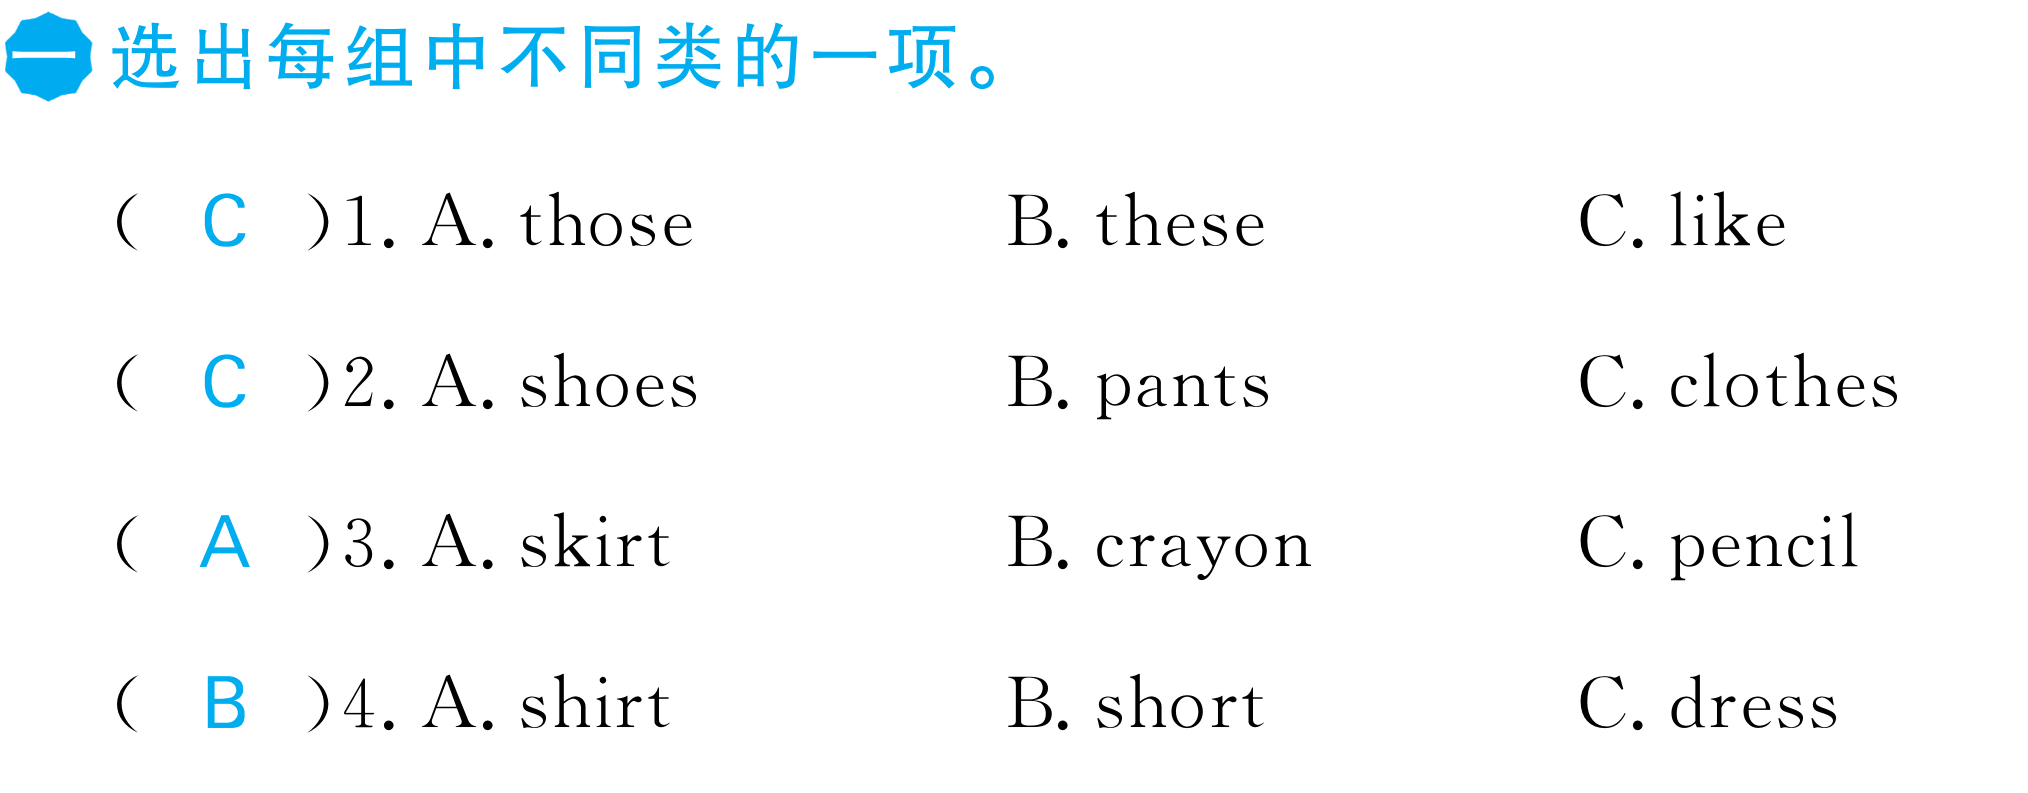 一 选出每组中不同类的一项。
( C )1. A. those B. these C. like
( C )2. A. shoes B. pants C. clothes
( A )3. A. skirt B. crayon C. pencil
( B )4. A. shirt B. short C. dress